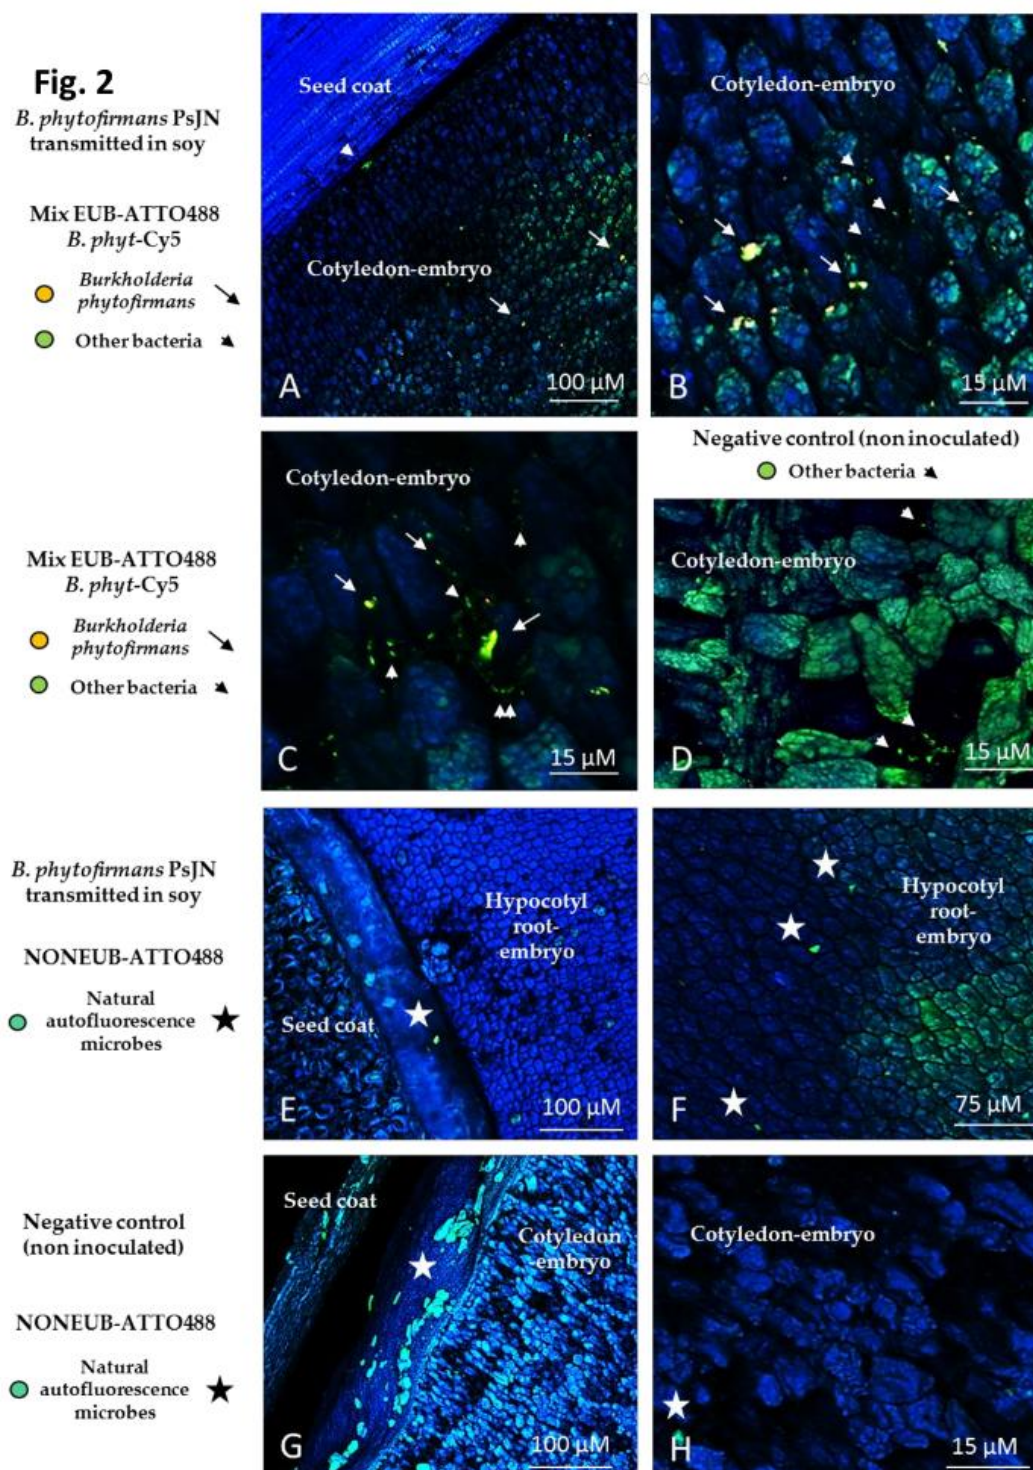 Fig. 2
B. phytofirmans PsJN
transmitted in soy
Mix EUB-ATTO488
B. phyt-Cy5
Burkholderia
phytofirmans
Other bacteria
Seed coat
Cotyledon-embryo
A
100 µM
Cotyledon-embryo
B
15 µM
Mix EUB-ATTO488
B. phyt-Cy5
Burkholderia
phytofirmans
Other bacteria
Cotyledon-embryo
C
15 µM
Negative control (non inoculated)
Other bacteria
Cotyledon-embryo
D
15 µM
B. phytofirmans PsJN
transmitted in soy
NONEUB-ATTO488
Natural
autofluorescence
microbes
Hypocotyl
root-
embryo
Seed coat
E
100 µM
Hypocotyl
root-
embryo
F
75 µM
Negative control
(non inoculated)
NONEUB-ATTO488
Natural
autofluorescence
microbes
Seed coat
Cotyledon
embryo
G
100 µM
Cotyledon-embryo
H
15 µM